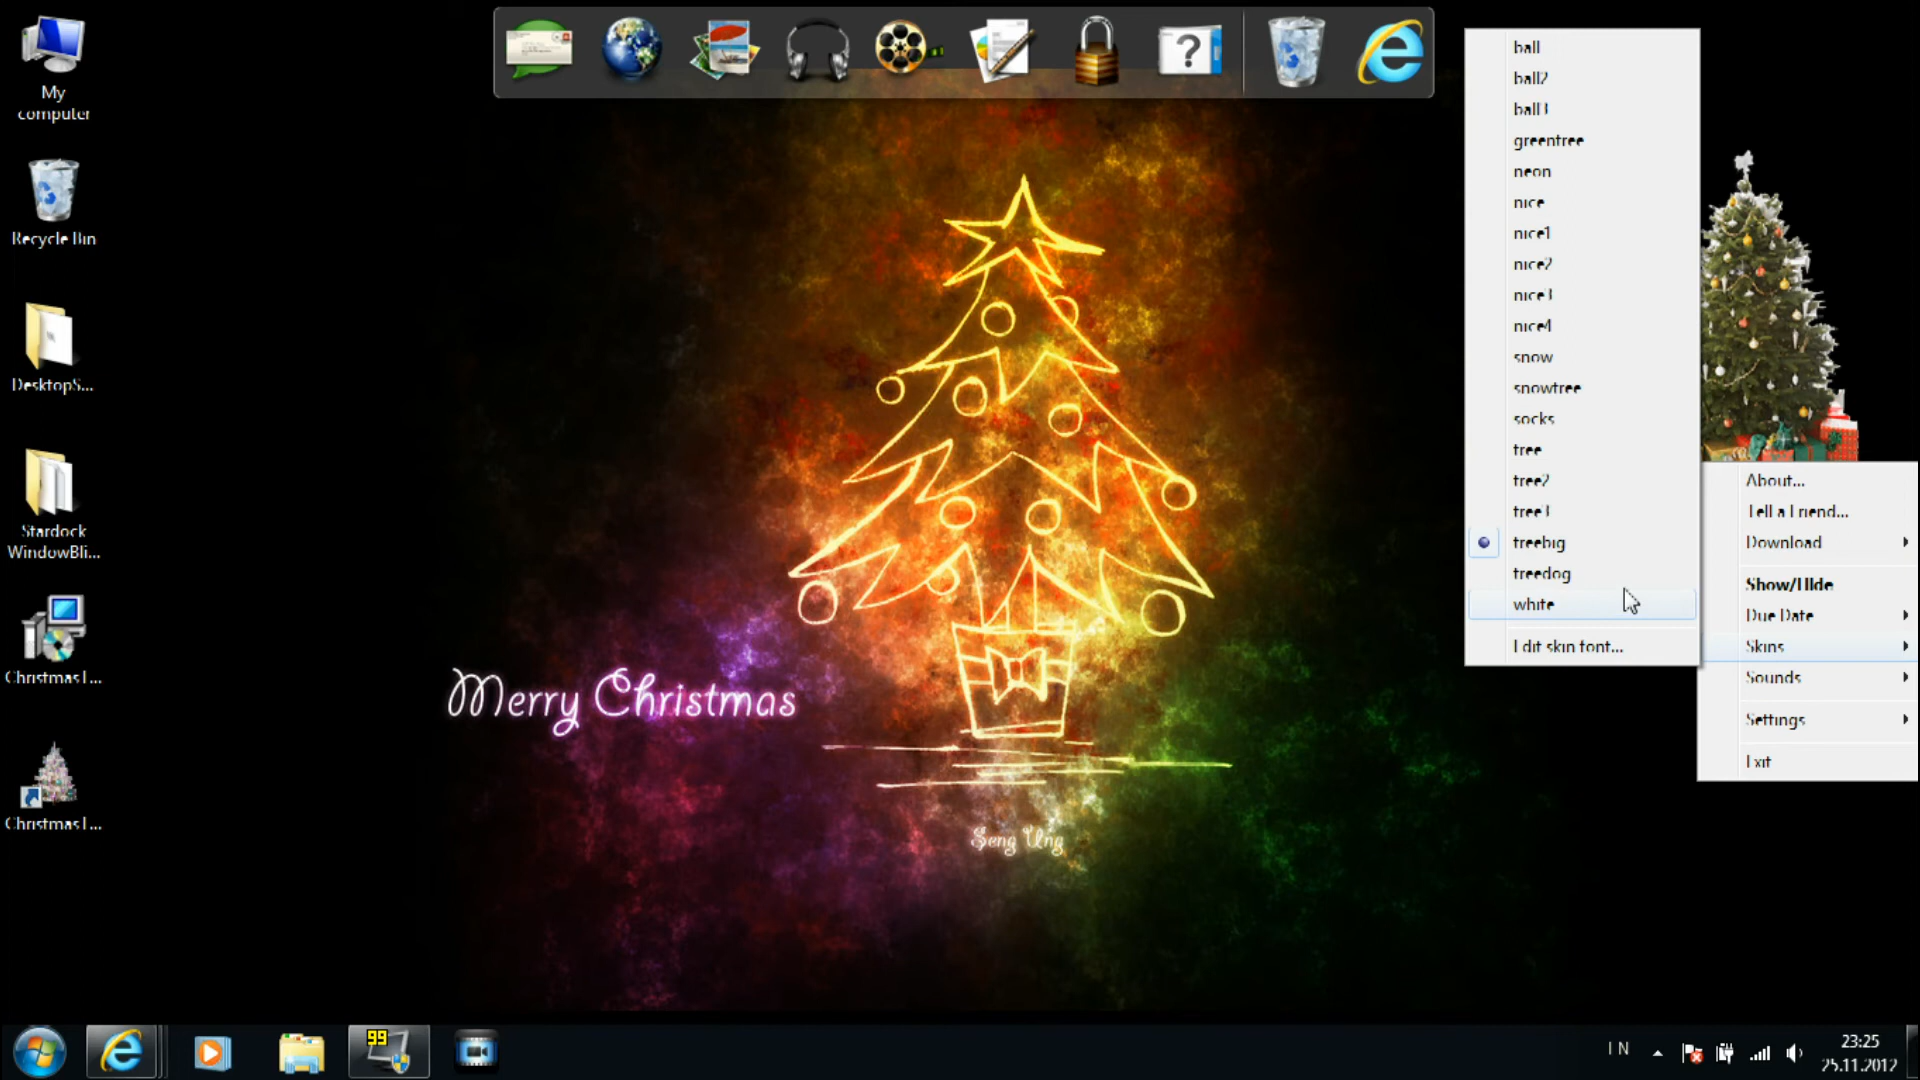 My
computer
Recycle Bin
DesktopS...
Stardock
WindowBli...
ChristmasT...
ChristmasT...
?
ball
ball2
ball3
greentree
neon
nice
nice1
nice2
nice3
nice4
snow
snowtree
socks
tree
tree2
tree3
treebig
treedog
white
Edit skin font...
About...
Tell a Friend...
Download
Show/Hide
Due Date
Skins
Sounds
Settings
Exit
Merry Christmas
Seng Ung
99
EN
23:25
25.11.2012